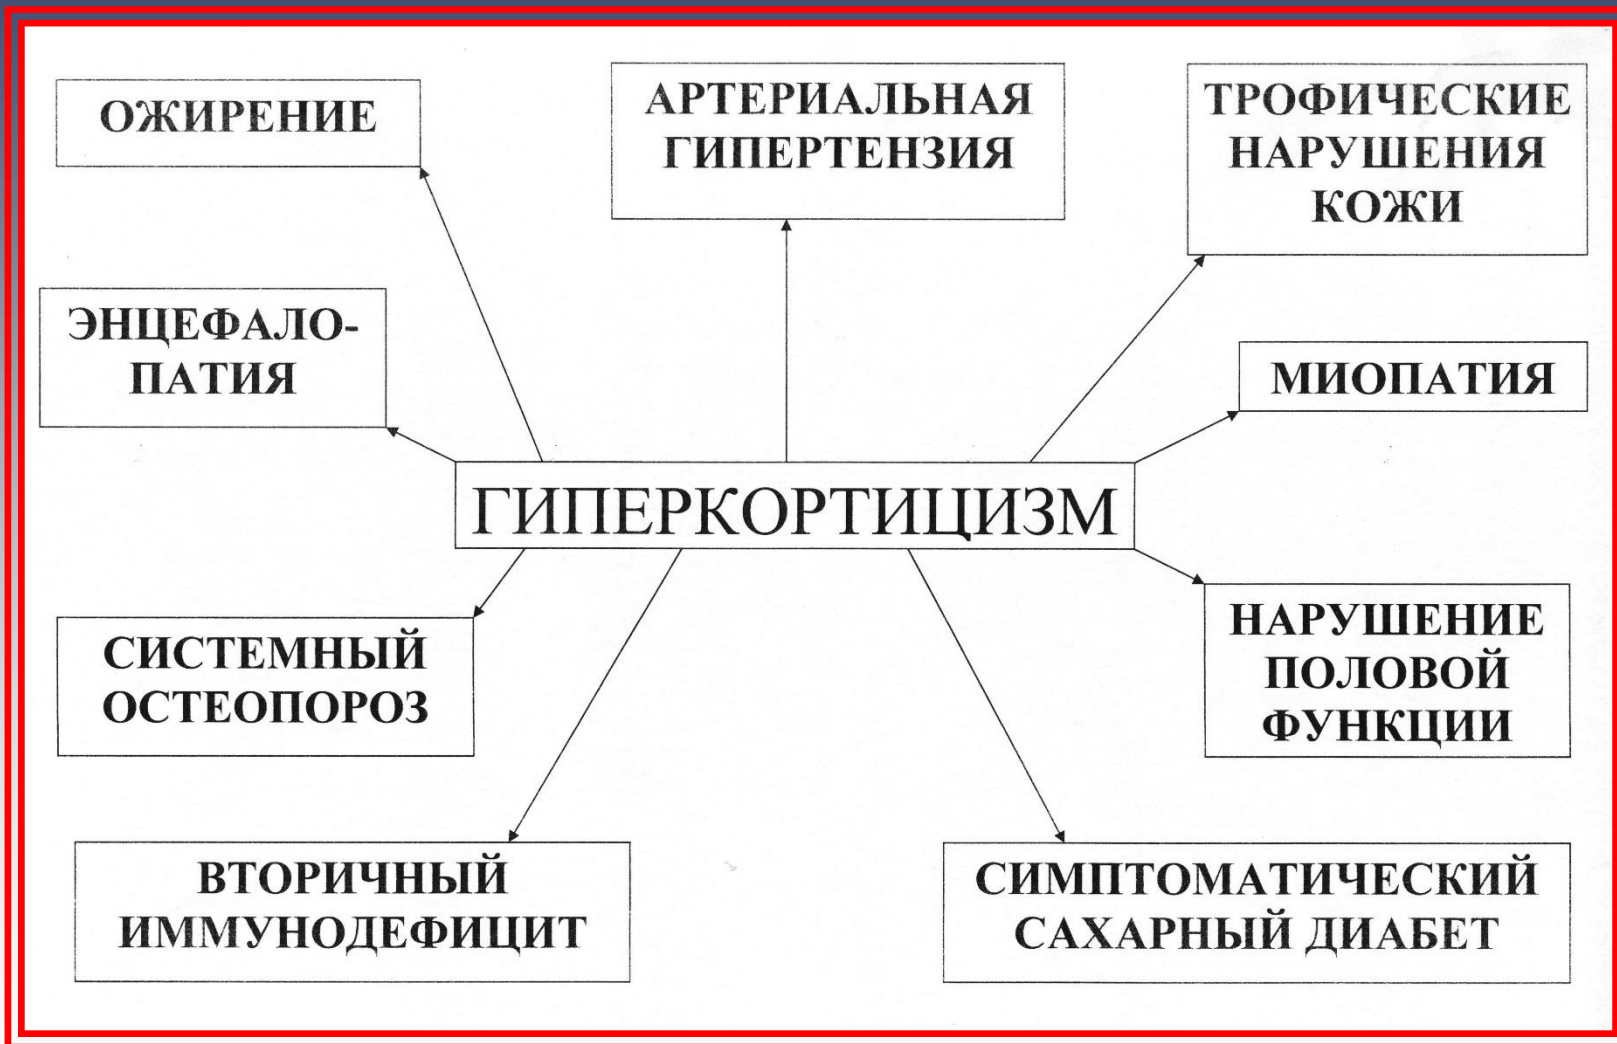 ОЖИРЕНИЕ
АРТЕРИАЛЬНАЯ
ГИПЕРТЕНЗИЯ
ТРОФИЧЕСКИЕ
НАРУШЕНИЯ
КОЖИ
ЭНЦЕФАЛО-
ПАТИЯ
МИОПАТИЯ
ГИПЕРКОРТИЦИЗМ
СИСТЕМНЫЙ
ОСТЕОПОРОЗ
НАРУШЕНИЕ
ПОЛОВОЙ
ФУНКЦИИ
ВТОРИЧНЫЙ
ИММУНОДЕФИЦИТ
СИМПТОМАТИЧЕСКИЙ
САХАРНЫЙ ДИАБЕТ